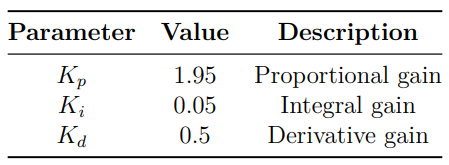 Parameter Value Description
K_p 1.95 Proportional gain
K_i 0.05 Integral gain
K_d 0.5 Derivative gain